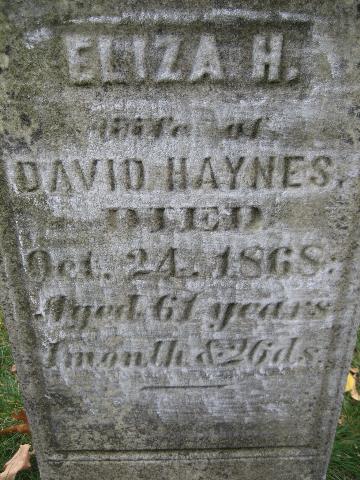 ELIZA H.
wife of
DAVID HAYNES.
DIED
Oct. 24. 1868:
Aged 61 years
1 month & 26 ds.